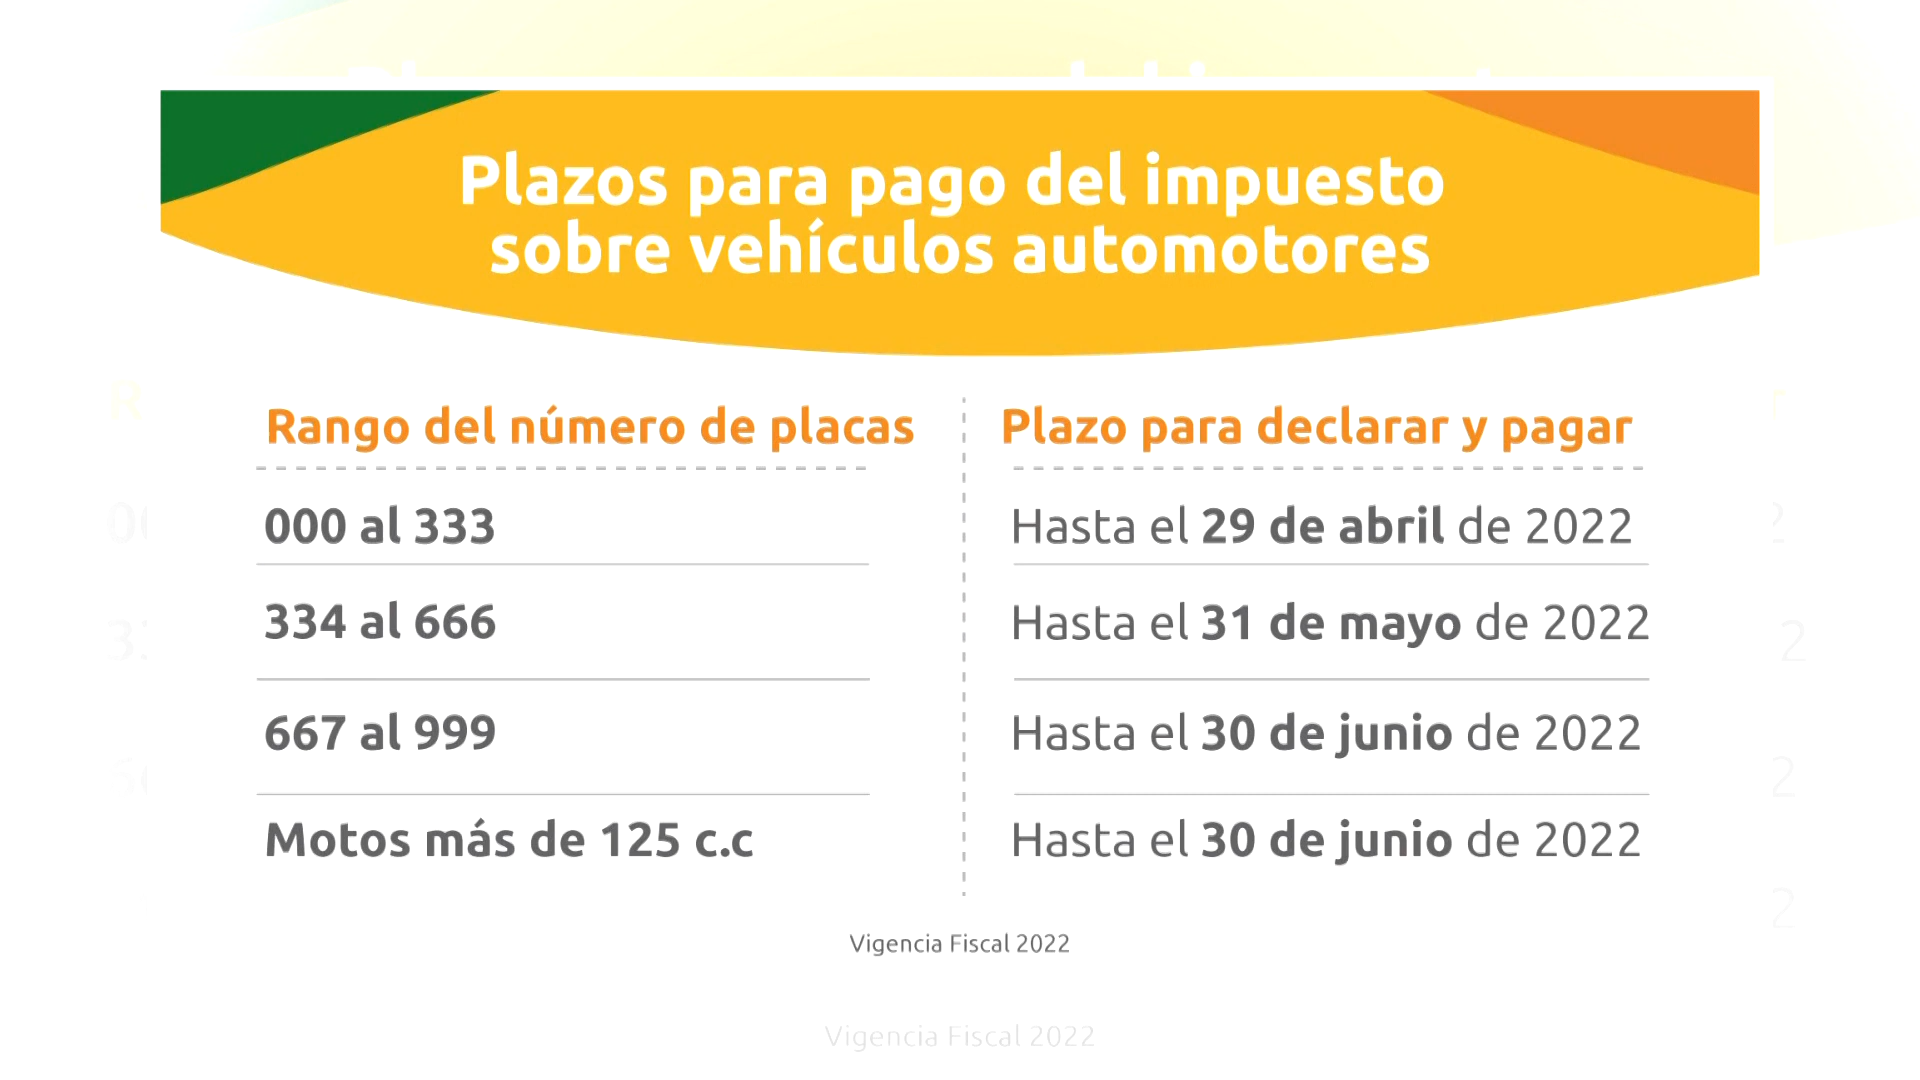 Plazos para pago del impuesto
sobre vehículos automotores
Rango del número de placas
Plazo para declarar y pagar
000 al 333
Hasta el 29 de abril de 2022
334 al 666
Hasta el 31 de mayo de 2022
667 al 999
Hasta el 30 de junio de 2022
Motos más de 125 c.c
Hasta el 30 de junio de 2022
Vigencia Fiscal 2022
Vigencia Fiscal 2022